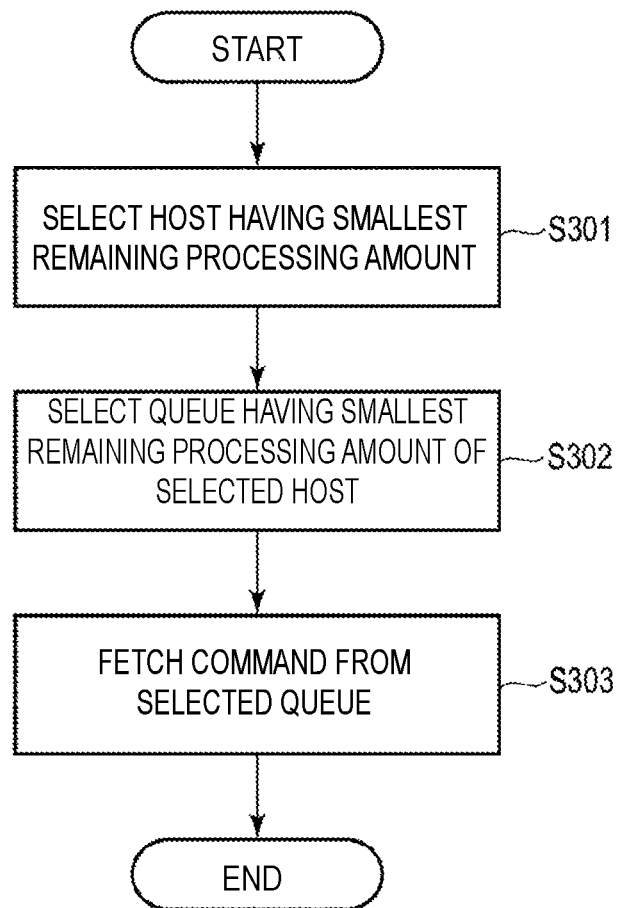 START
SELECT HOST HAVING SMALLEST
REMAINING PROCESSING AMOUNT
S301
SELECT QUEUE HAVING SMALLEST
REMAINING PROCESSING AMOUNT OF
SELECTED HOST
S302
FETCH COMMAND FROM
SELECTED QUEUE
S303
END